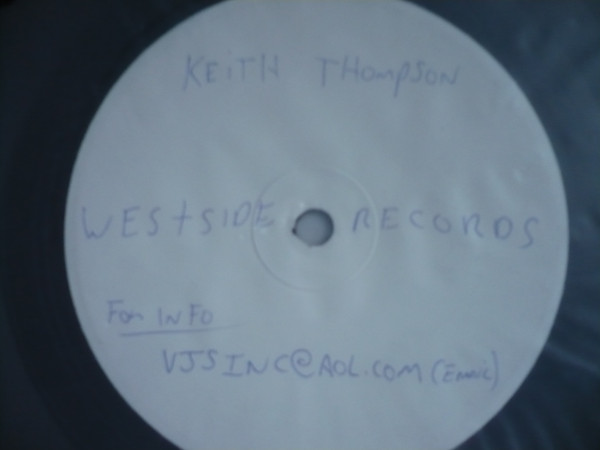 KEITH THOMPSON
WESTSIDE RECORDS
FOR INFO
VJSINC@AOL.COM (EMAIL)